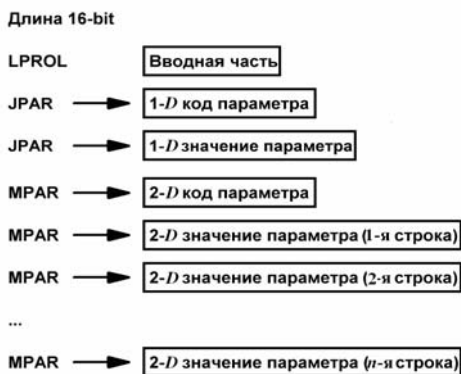 Длина 16-bit
LPROL Вводная часть
JPAR 1-D код параметра
JPAR 1-D значение параметра
MPAR 2-D код параметра
MPAR 2-D значение параметра (1-я строка)
MPAR 2-D значение параметра (2-я строка)
...
MPAR 2-D значение параметра (n-я строка)